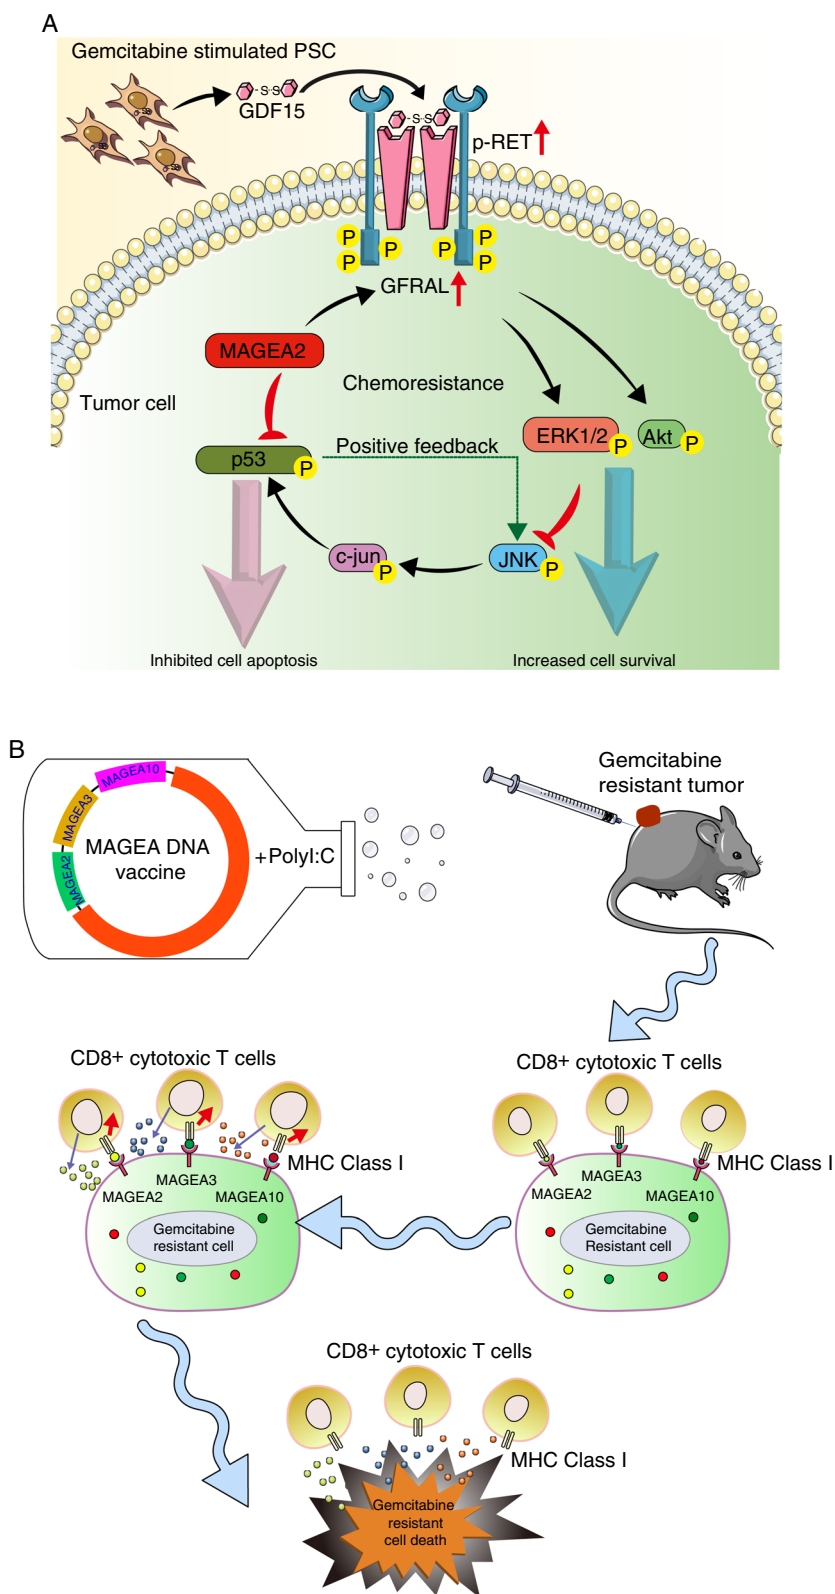 A
Gemcitabine stimulated PSC
-S-S-
GDF15
-S-S-
p-RET
P
P
P
P
P
P
GFRAL
MAGEA2
Chemoresistance
Tumor cell
ERK1/2
P
Akt
P
Positive feedback
p53
P
c-jun
P
JNK
P
Inhibited cell apoptosis
Increased cell survival
B
MAGEA10
MAGEA3
MAGEA2
MAGEA DNA
vaccine
+PolyI:C
Gemcitabine
resistant tumor
CD8+ cytotoxic T cells
MHC Class I
MAGEA2
MAGEA3
MAGEA10
Gemcitabine
resistant cell
CD8+ cytotoxic T cells
MHC Class I
MAGEA2
MAGEA3
MAGEA10
Gemcitabine
Resistant cell
CD8+ cytotoxic T cells
MHC Class I
Gemcitabine
resistant
cell death